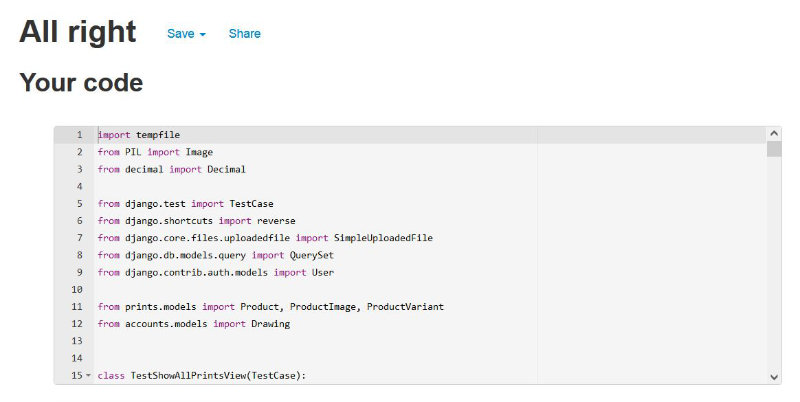 All right Save Share
Your code
1 import tempfile
2 from PIL import Image
3 from decimal import Decimal
4
5 from django.test import TestCase
6 from django.shortcuts import reverse
7 from django.core.files.uploadedfile import SimpleUploadedFile
8 from django.db.models.query import QuerySet
9 from django.contrib.auth.models import User
10
11 from prints.models import Product, ProductImage, ProductVariant
12 from accounts.models import Drawing
13
14
15 class TestShowAllPrintsView(TestCase):